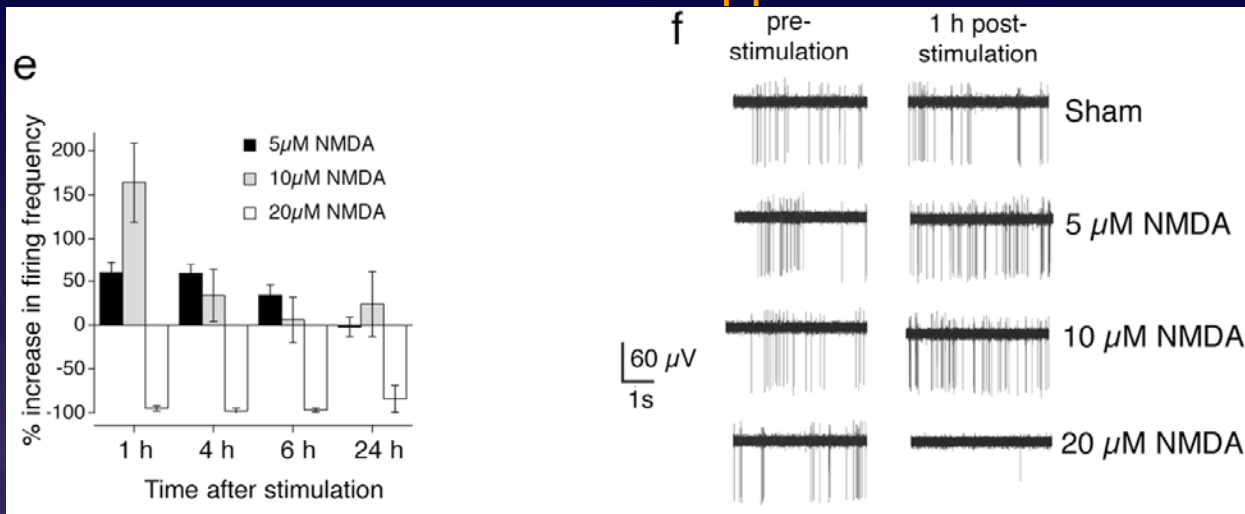 e
% increase in firing frequency
200
150
100
50
0
-50
-100
5µM NMDA
10µM NMDA
20µM NMDA
1 h
4 h
6 h
24 h
Time after stimulation
f
pre-
stimulation
1 h post-
stimulation
Sham
5 µM NMDA
10 µM NMDA
20 µM NMDA
60 µV
1s